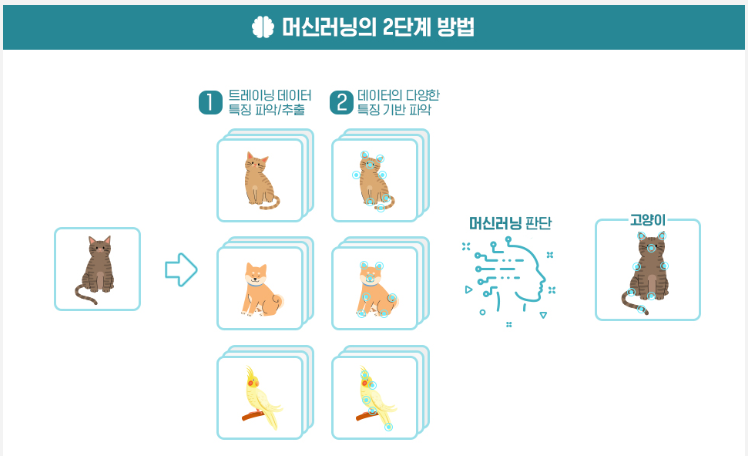 머신러닝의 2단계 방법
1 트레이닝 데이터
특징 파악/추출
2 데이터의 다양한
특징 기반 파악
머신러닝 판단
고양이